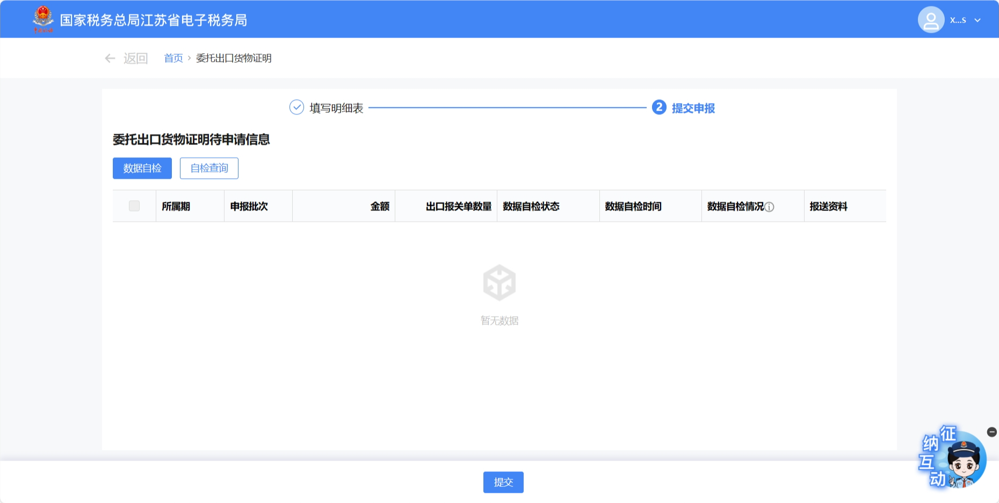 国家税务总局江苏省电子税务局
x...s
返回 首页 > 委托出口货物证明
填写明细表 2 提交申报
委托出口货物证明待申请信息
数据自检 自检查询
所属期 申报批次 金额 出口报关单数量 数据自检状态 数据自检时间 数据自检情况 报送资料
暂无数据
征纳互动
提交